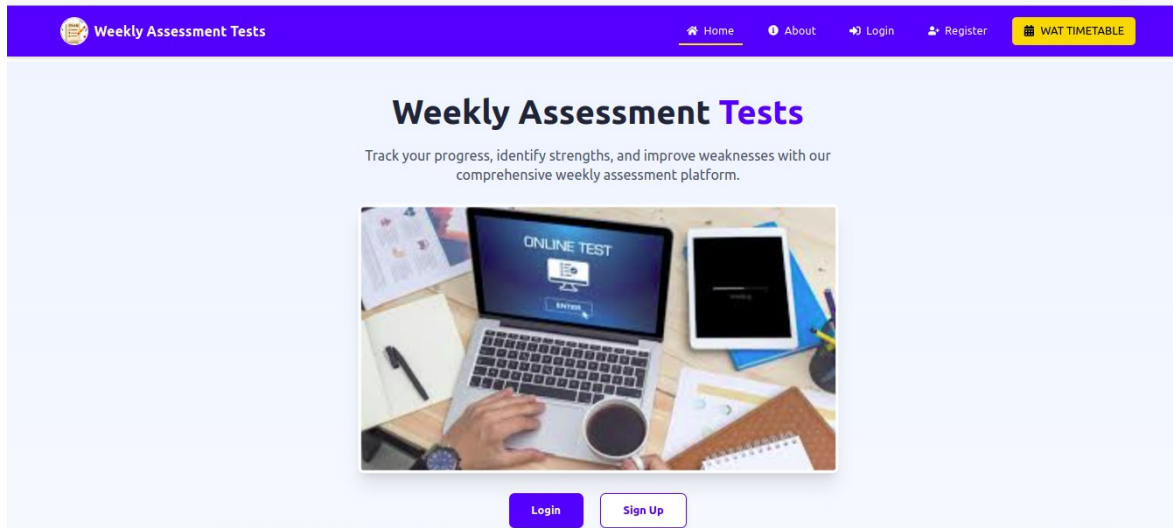 Weekly Assessment Tests
Home
About
Login
Register
WAT TIMETABLE
Weekly Assessment Tests
Track your progress, identify strengths, and improve weaknesses with our
comprehensive weekly assessment platform.
ONLINE TEST
ENTER
Login
Sign Up